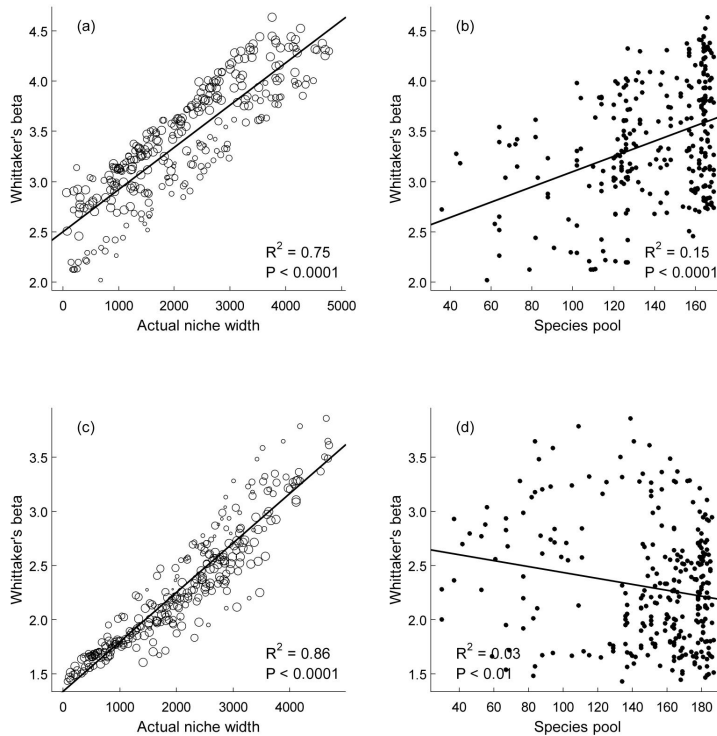 (a)
4.5
4.0
3.5
3.0
2.5
2.0
Whittaker's beta
R² = 0.75
P < 0.0001
0 1000 2000 3000 4000 5000
Actual niche width
(b)
4.5
4.0
3.5
3.0
2.5
2.0
Whittaker's beta
R² = 0.15
P < 0.0001
40 60 80 100 120 140 160
Species pool
(c)
3.5
3.0
2.5
2.0
1.5
Whittaker's beta
R² = 0.86
P < 0.0001
0 1000 2000 3000 4000
Actual niche width
(d)
3.5
3.0
2.5
2.0
1.5
Whittaker's beta
R² = 0.03
P < 0.01
40 60 80 100 120 140 160 180
Species pool